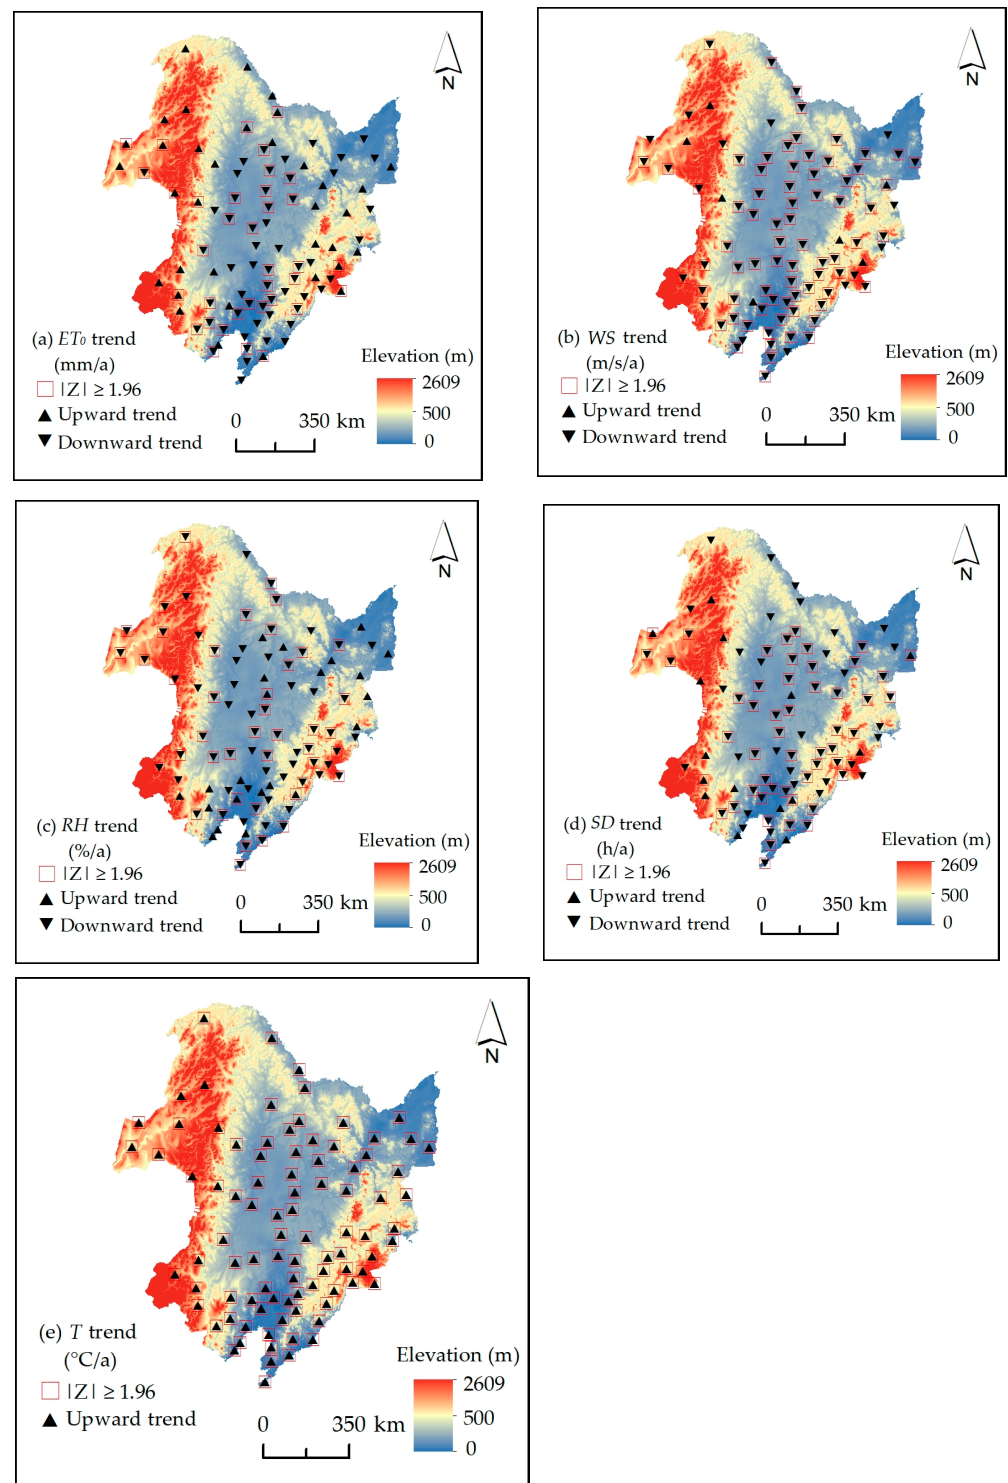 N
(a) ET₀ trend
(mm/a)
|Z| ≥ 1.96
Upward trend
Downward trend
0 350 km
Elevation (m)
2609
500
0
N
(b) WS trend
(m/s/a)
|Z| ≥ 1.96
Upward trend
Downward trend
0 350 km
Elevation (m)
2609
500
0
N
(c) RH trend
(%/a)
|Z| ≥ 1.96
Upward trend
Downward trend
0 350 km
Elevation (m)
2609
500
0
N
(d) SD trend
(h/a)
|Z| ≥ 1.96
Upward trend
Downward trend
0 350 km
Elevation (m)
2609
500
0
N
(e) T trend
(°C/a)
|Z| ≥ 1.96
Upward trend
0 350 km
Elevation (m)
2609
500
0